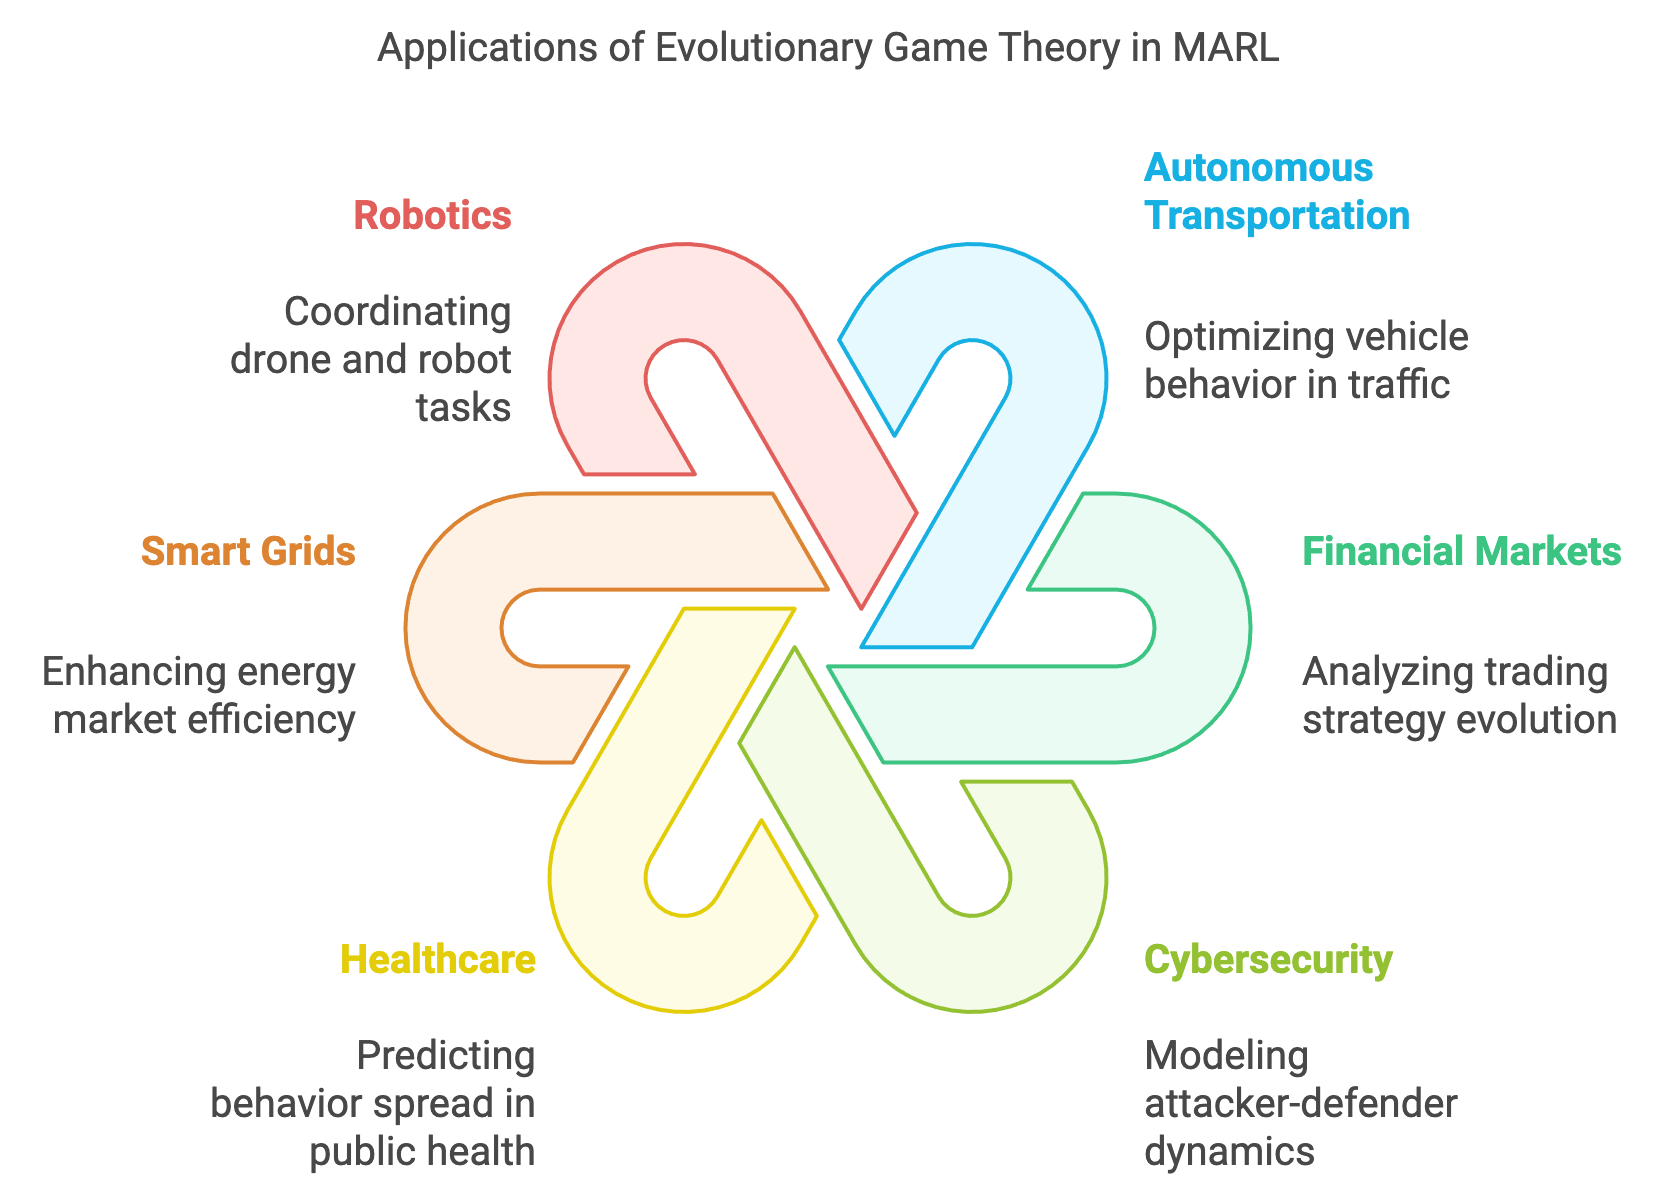 Applications of Evolutionary Game Theory in MARL
Robotics
Coordinating
drone and robot
tasks
Autonomous
Transportation
Optimizing vehicle
behavior in traffic
Smart Grids
Enhancing energy
market efficiency
Financial Markets
Analyzing trading
strategy evolution
Healthcare
Predicting
behavior spread in
public health
Cybersecurity
Modeling
attacker-defender
dynamics